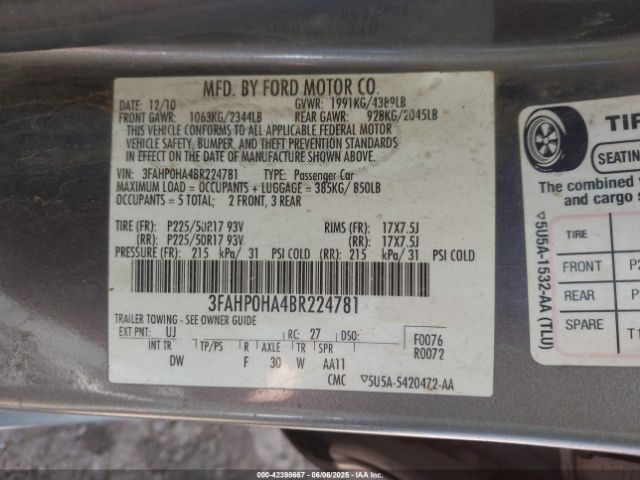 MFD. BY FORD MOTOR CO.
DATE: 12/10 GVWR: 1991KG/4389LB
FRONT GAWR: 1063KG/2344LB REAR GAWR: 928KG/2045LB
THIS VEHICLE CONFORMS TO ALL APPLICABLE FEDERAL MOTOR
VEHICLE SAFETY, BUMPER, AND THEFT PREVENTION STANDARDS
IN EFFECT ON THE DATE OF MANUFACTURE SHOWN ABOVE.
VIN: 3FAHP0HA4BR224781 TYPE: Passenger Car
MAXIMUM LOAD = OCCUPANTS + LUGGAGE = 385KG/ 850LB
OCCUPANTS = 5 TOTAL; 2 FRONT, 3 REAR
TIRE (FR): P225/50R17 93V RIMS (FR): 17X7.5J
(RR): P225/50R17 93V (RR): 17X7.5J
PRESSURE (FR): 215 kPa/ 31 PSI COLD (RR): 215 kPa/ 31 PSI COLD
3FAHP0HA4BR224781
TRAILER TOWING - SEE OWNER GUIDE
EXT PNT: UJ RC: 27 DSO: F0076
R0072
INT TR TP/PS R AXLE TR SPR
DW F 30 W AA11
CMC ▽5U5A-5420472-AA
TIR
SEATING
The combined
and cargo s
TIRE
FRONT P2
REAR P
SPARE T1
▽5U5A-1532-AA (TLU)
000-42398667 06/06/2025 IAAI.com